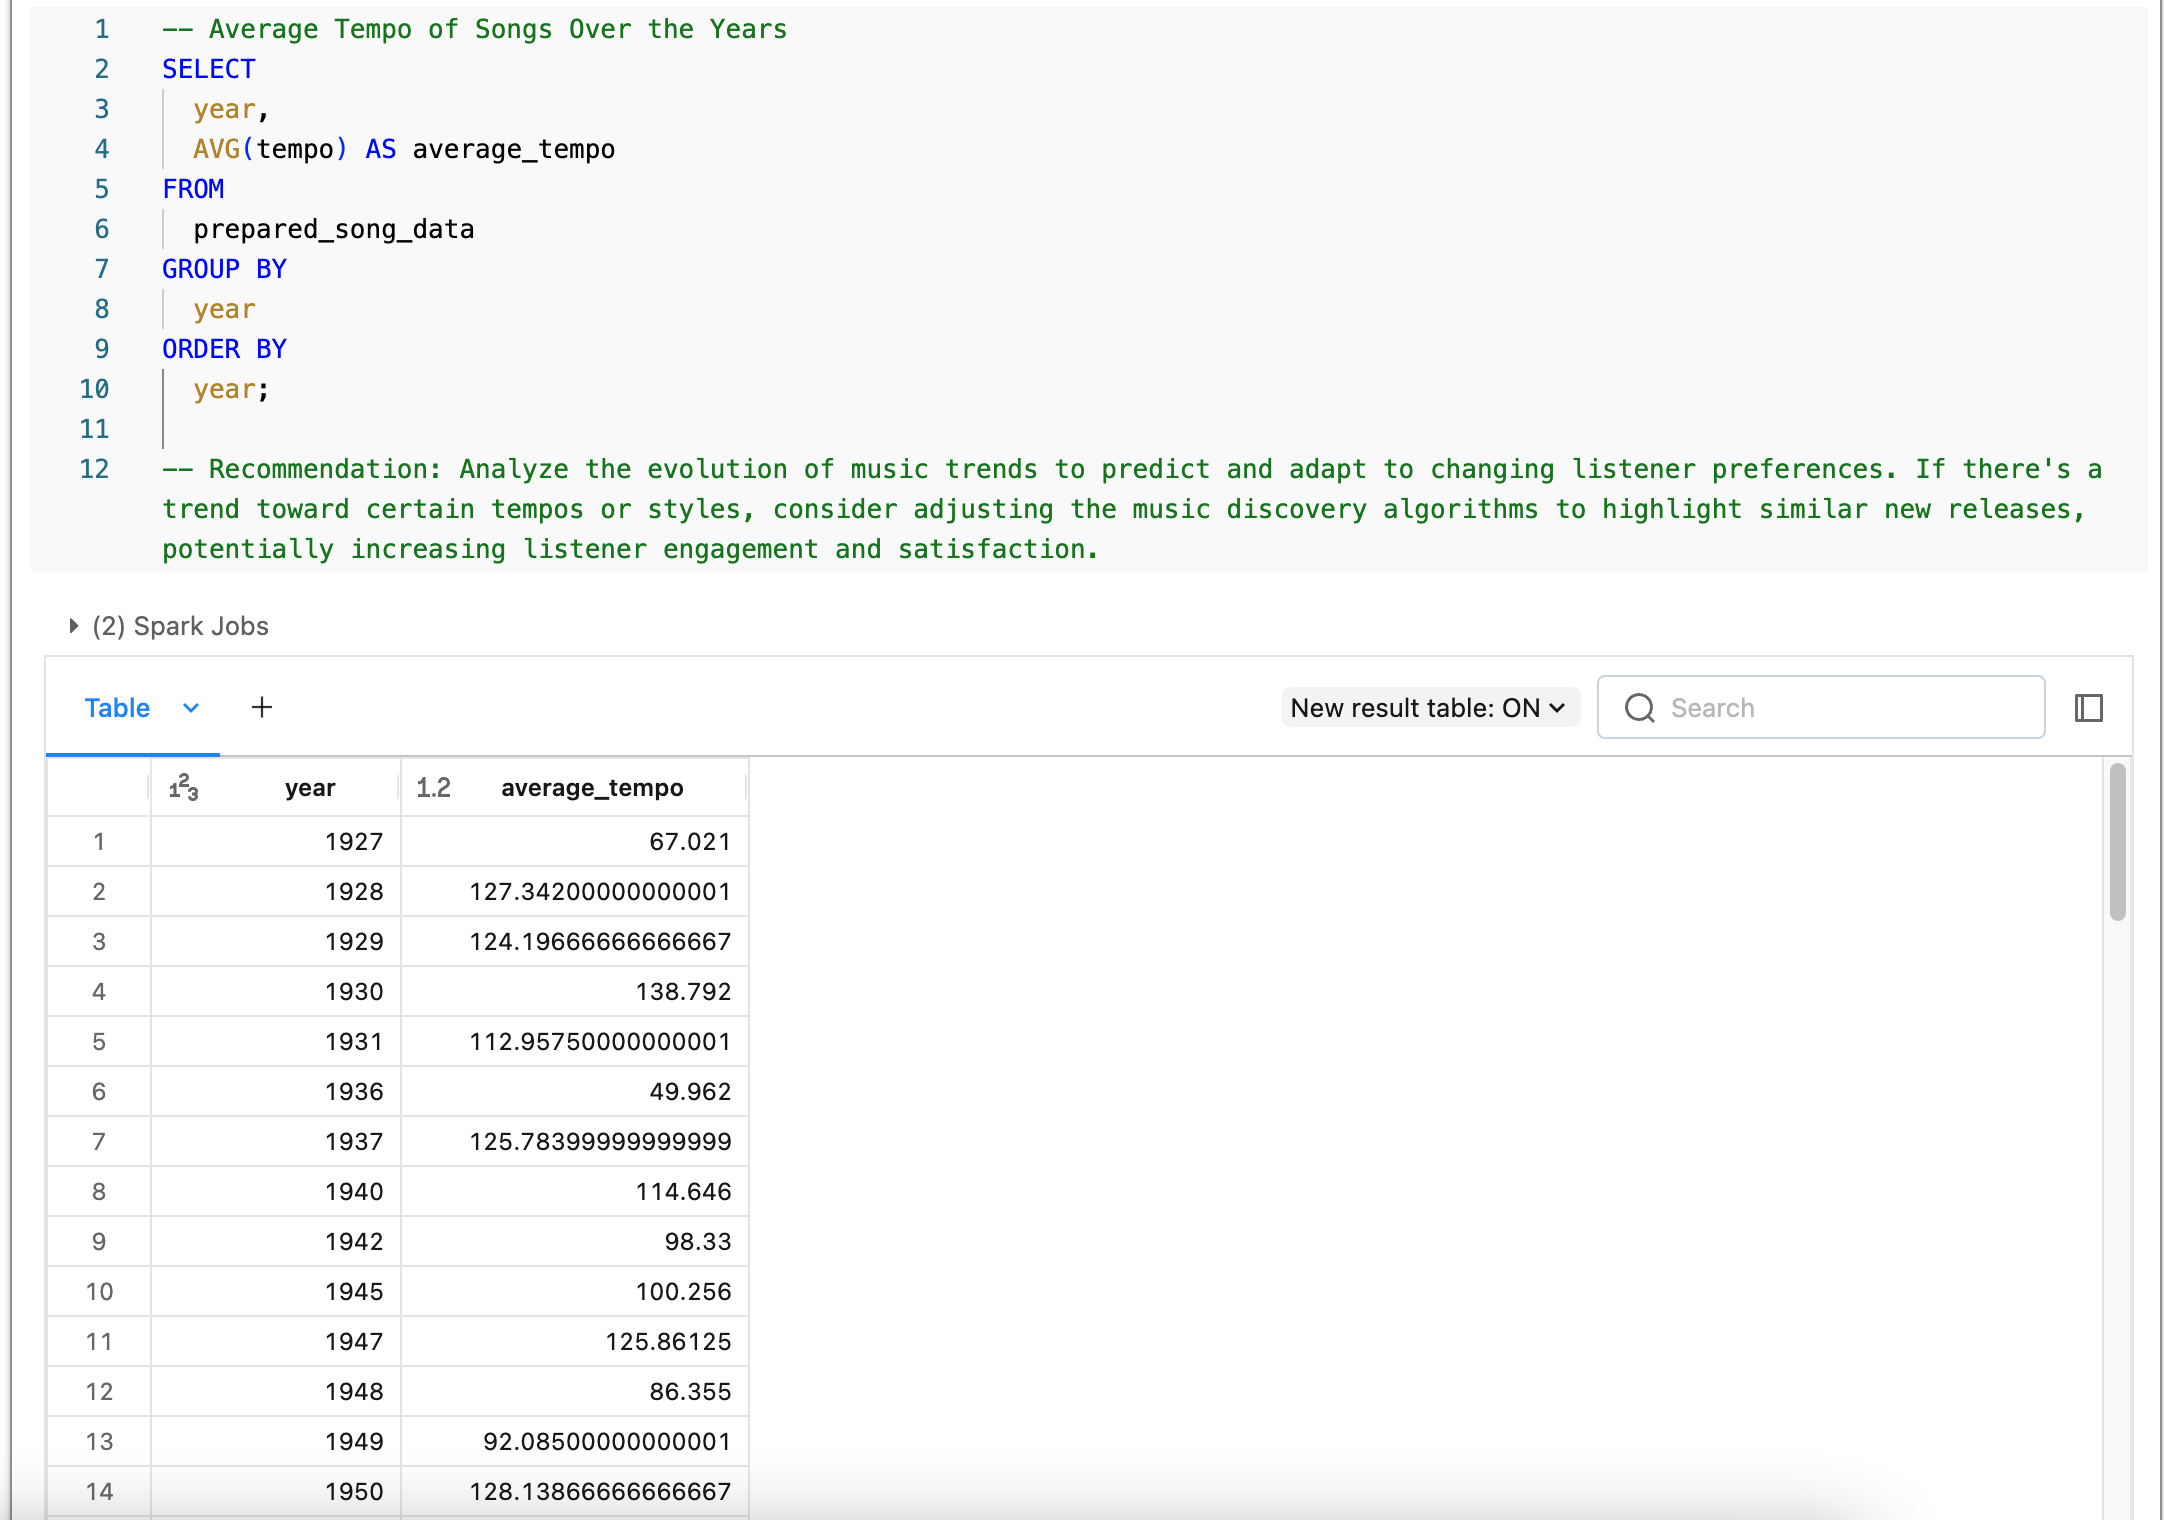 1 -- Average Tempo of Songs Over the Years
2 SELECT
3 year,
4 AVG(tempo) AS average_tempo
5 FROM
6 prepared_song_data
7 GROUP BY
8 year
9 ORDER BY
10 year;
11
12 -- Recommendation: Analyze the evolution of music trends to predict and adapt to changing listener preferences. If there's a
trend toward certain tempos or styles, consider adjusting the music discovery algorithms to highlight similar new releases,
potentially increasing listener engagement and satisfaction.
(2) Spark Jobs
Table + New result table: ON Search
1²3 year 1.2 average_tempo
1 1927 67.021
2 1928 127.34200000000001
3 1929 124.19666666666667
4 1930 138.792
5 1931 112.95750000000001
6 1936 49.962
7 1937 125.78399999999999
8 1940 114.646
9 1942 98.33
10 1945 100.256
11 1947 125.86125
12 1948 86.355
13 1949 92.08500000000001
14 1950 128.13866666666667